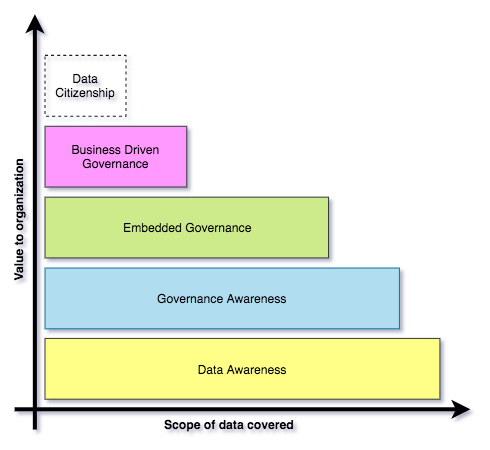 Data
Citizenship
Business Driven
Governance
Embedded Governance
Governance Awareness
Data Awareness
Value to organization
Scope of data covered